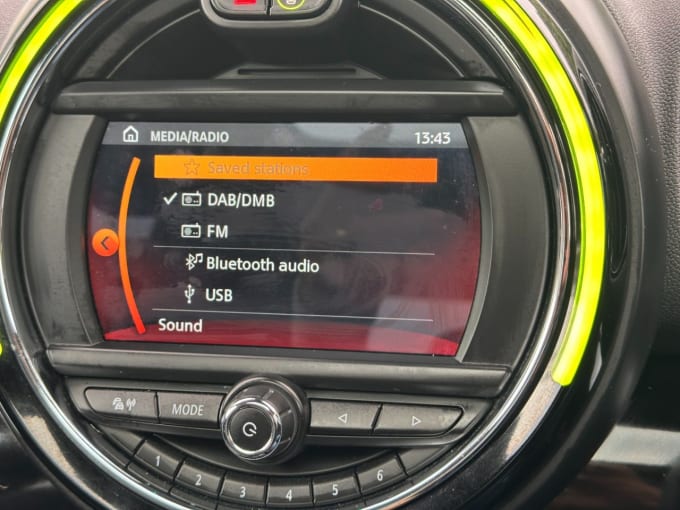 MEDIA/RADIO 13:43
Saved stations
DAB/DMB
FM
Bluetooth audio
USB
Sound
MODE
1 2 3 4 5 6